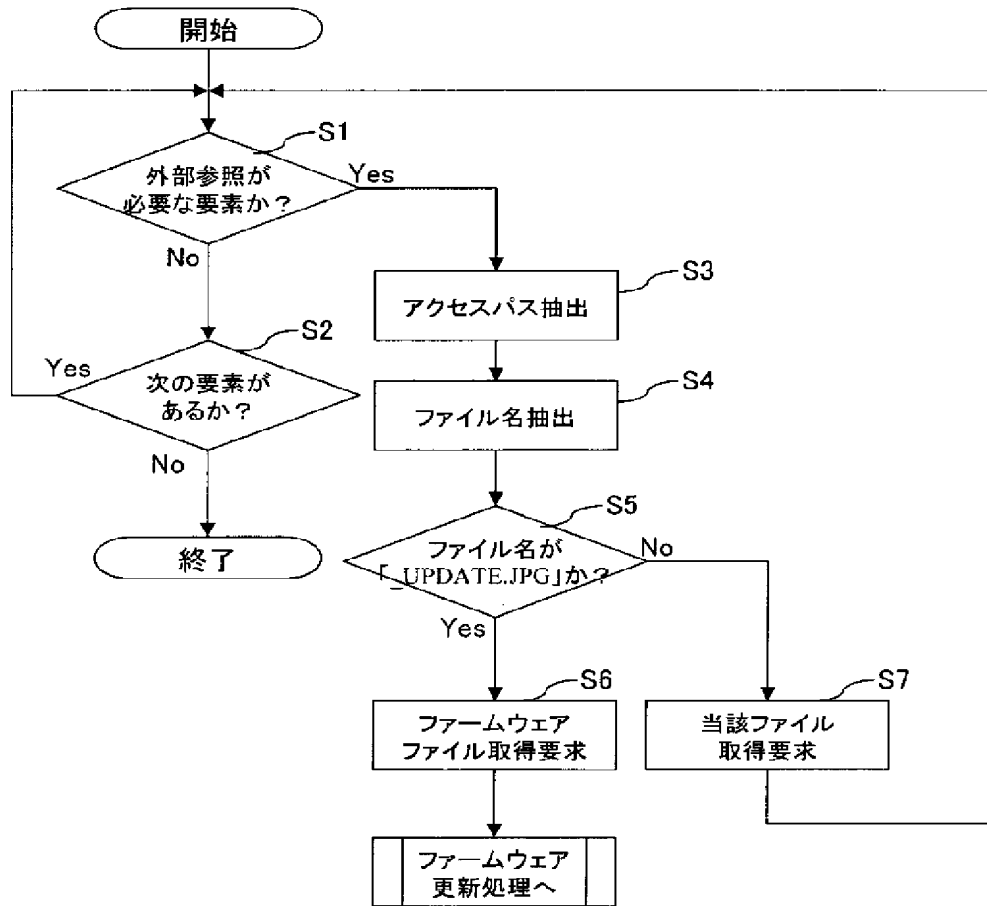 開始
S1
外部参照が
必要な要素か?
Yes
No
S3
アクセスパス抽出
S2
Yes
次の要素が
あるか?
No
S4
ファイル名抽出
終了
S5
ファイル名が
「_UPDATE.JPG」か?
No
Yes
S6
ファームウェア
ファイル取得要求
S7
当該ファイル
取得要求
ファームウェア
更新処理へ